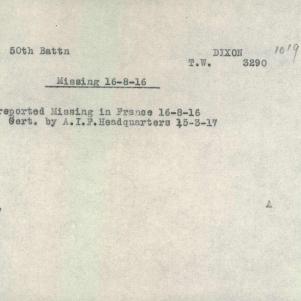 50th Battn DIXON 1019
T.W. 3290
Missing 16-8-16
reported Missing in France 16-8-16
Cert. by A.I.F.Headquarters 15-3-17
A